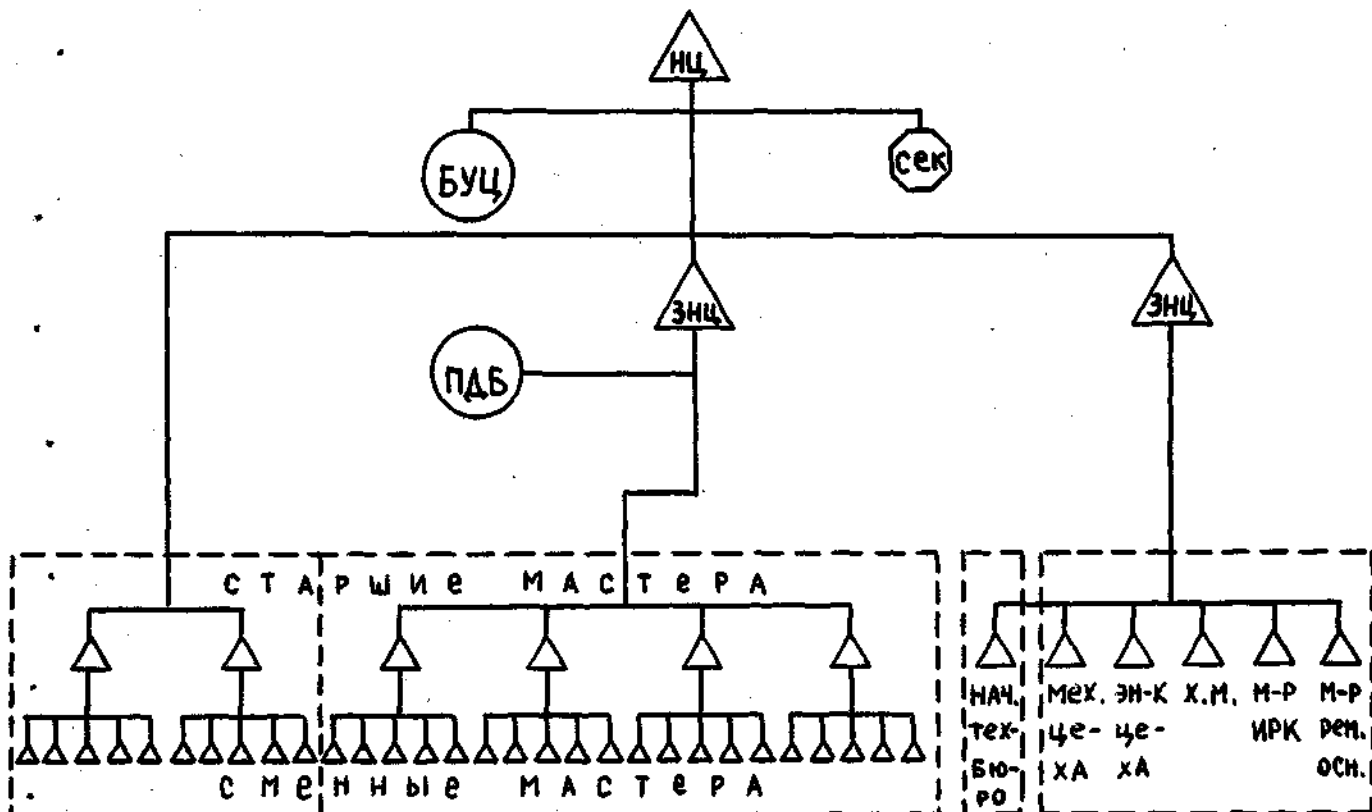 НЦ
БУЦ
сек
ЗНЦ
ЗНЦ
ПДБ
СТАРШИЕ МАСТЕРА
НАЧ.
тех-
Бю-
РО
мех.
це-
ХА
ЭН-К
це-
ХА
Х.М.
М-Р
ИРК
М-Р
рем.
осн.
СМЕННЫЕ МАСТЕРА